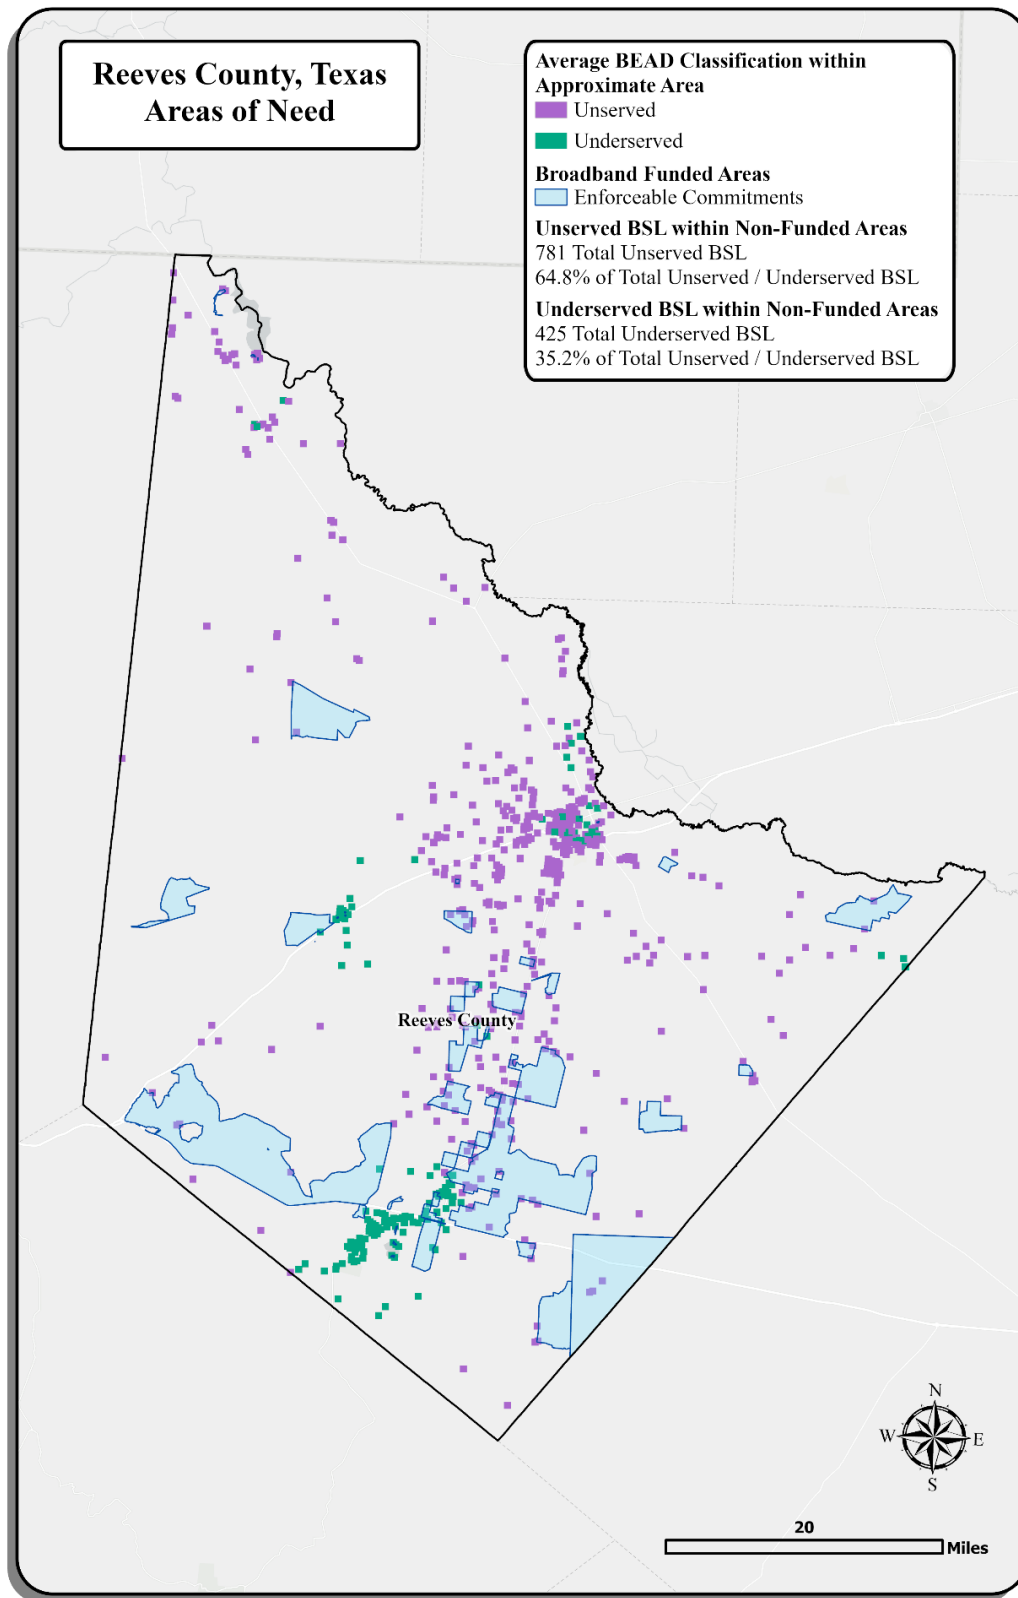 Reeves County, Texas
Areas of Need
Average BEAD Classification within
Approximate Area
Unserved
Underserved
Broadband Funded Areas
Enforceable Commitments
Unserved BSL within Non-Funded Areas
781 Total Unserved BSL
64.8% of Total Unserved / Underserved BSL
Underserved BSL within Non-Funded Areas
425 Total Underserved BSL
35.2% of Total Unserved / Underserved BSL
Reeves County
N
W E
S
20
Miles